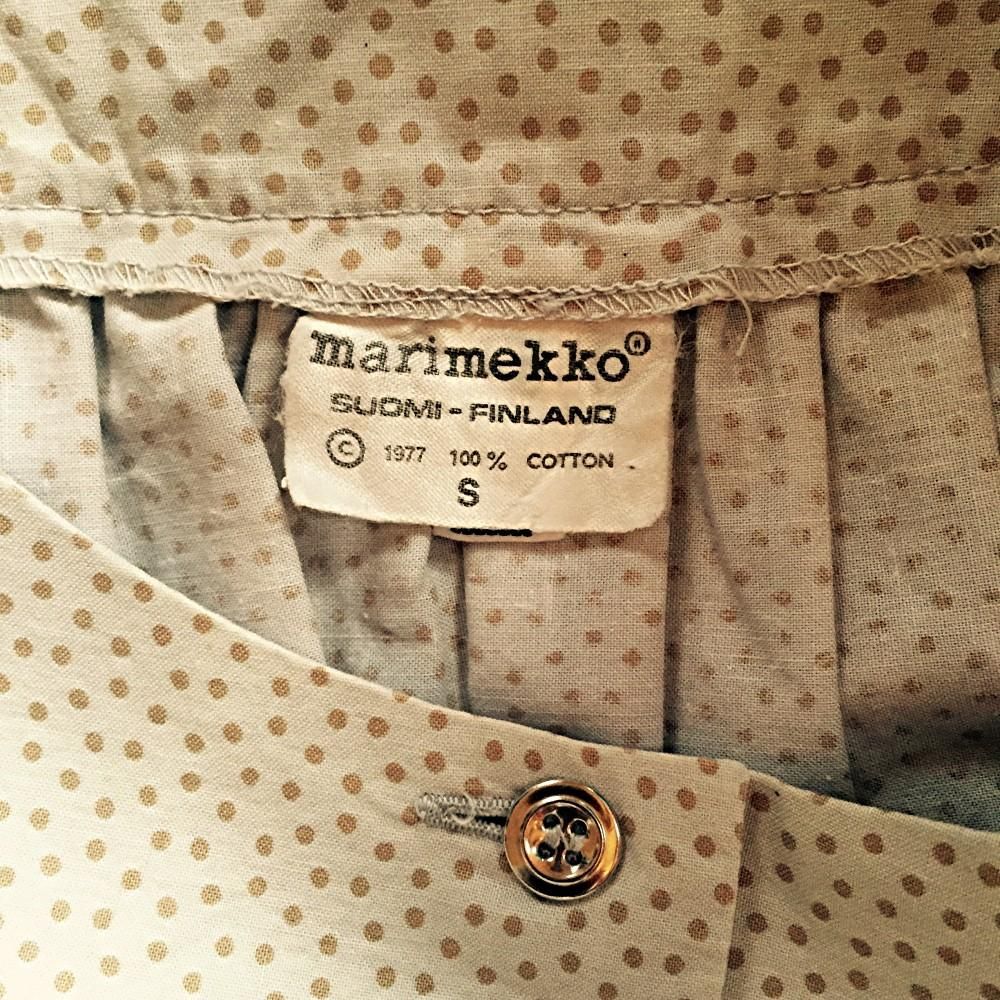 marimekko®
SUOMI - FINLAND
© 1977 100% COTTON
S